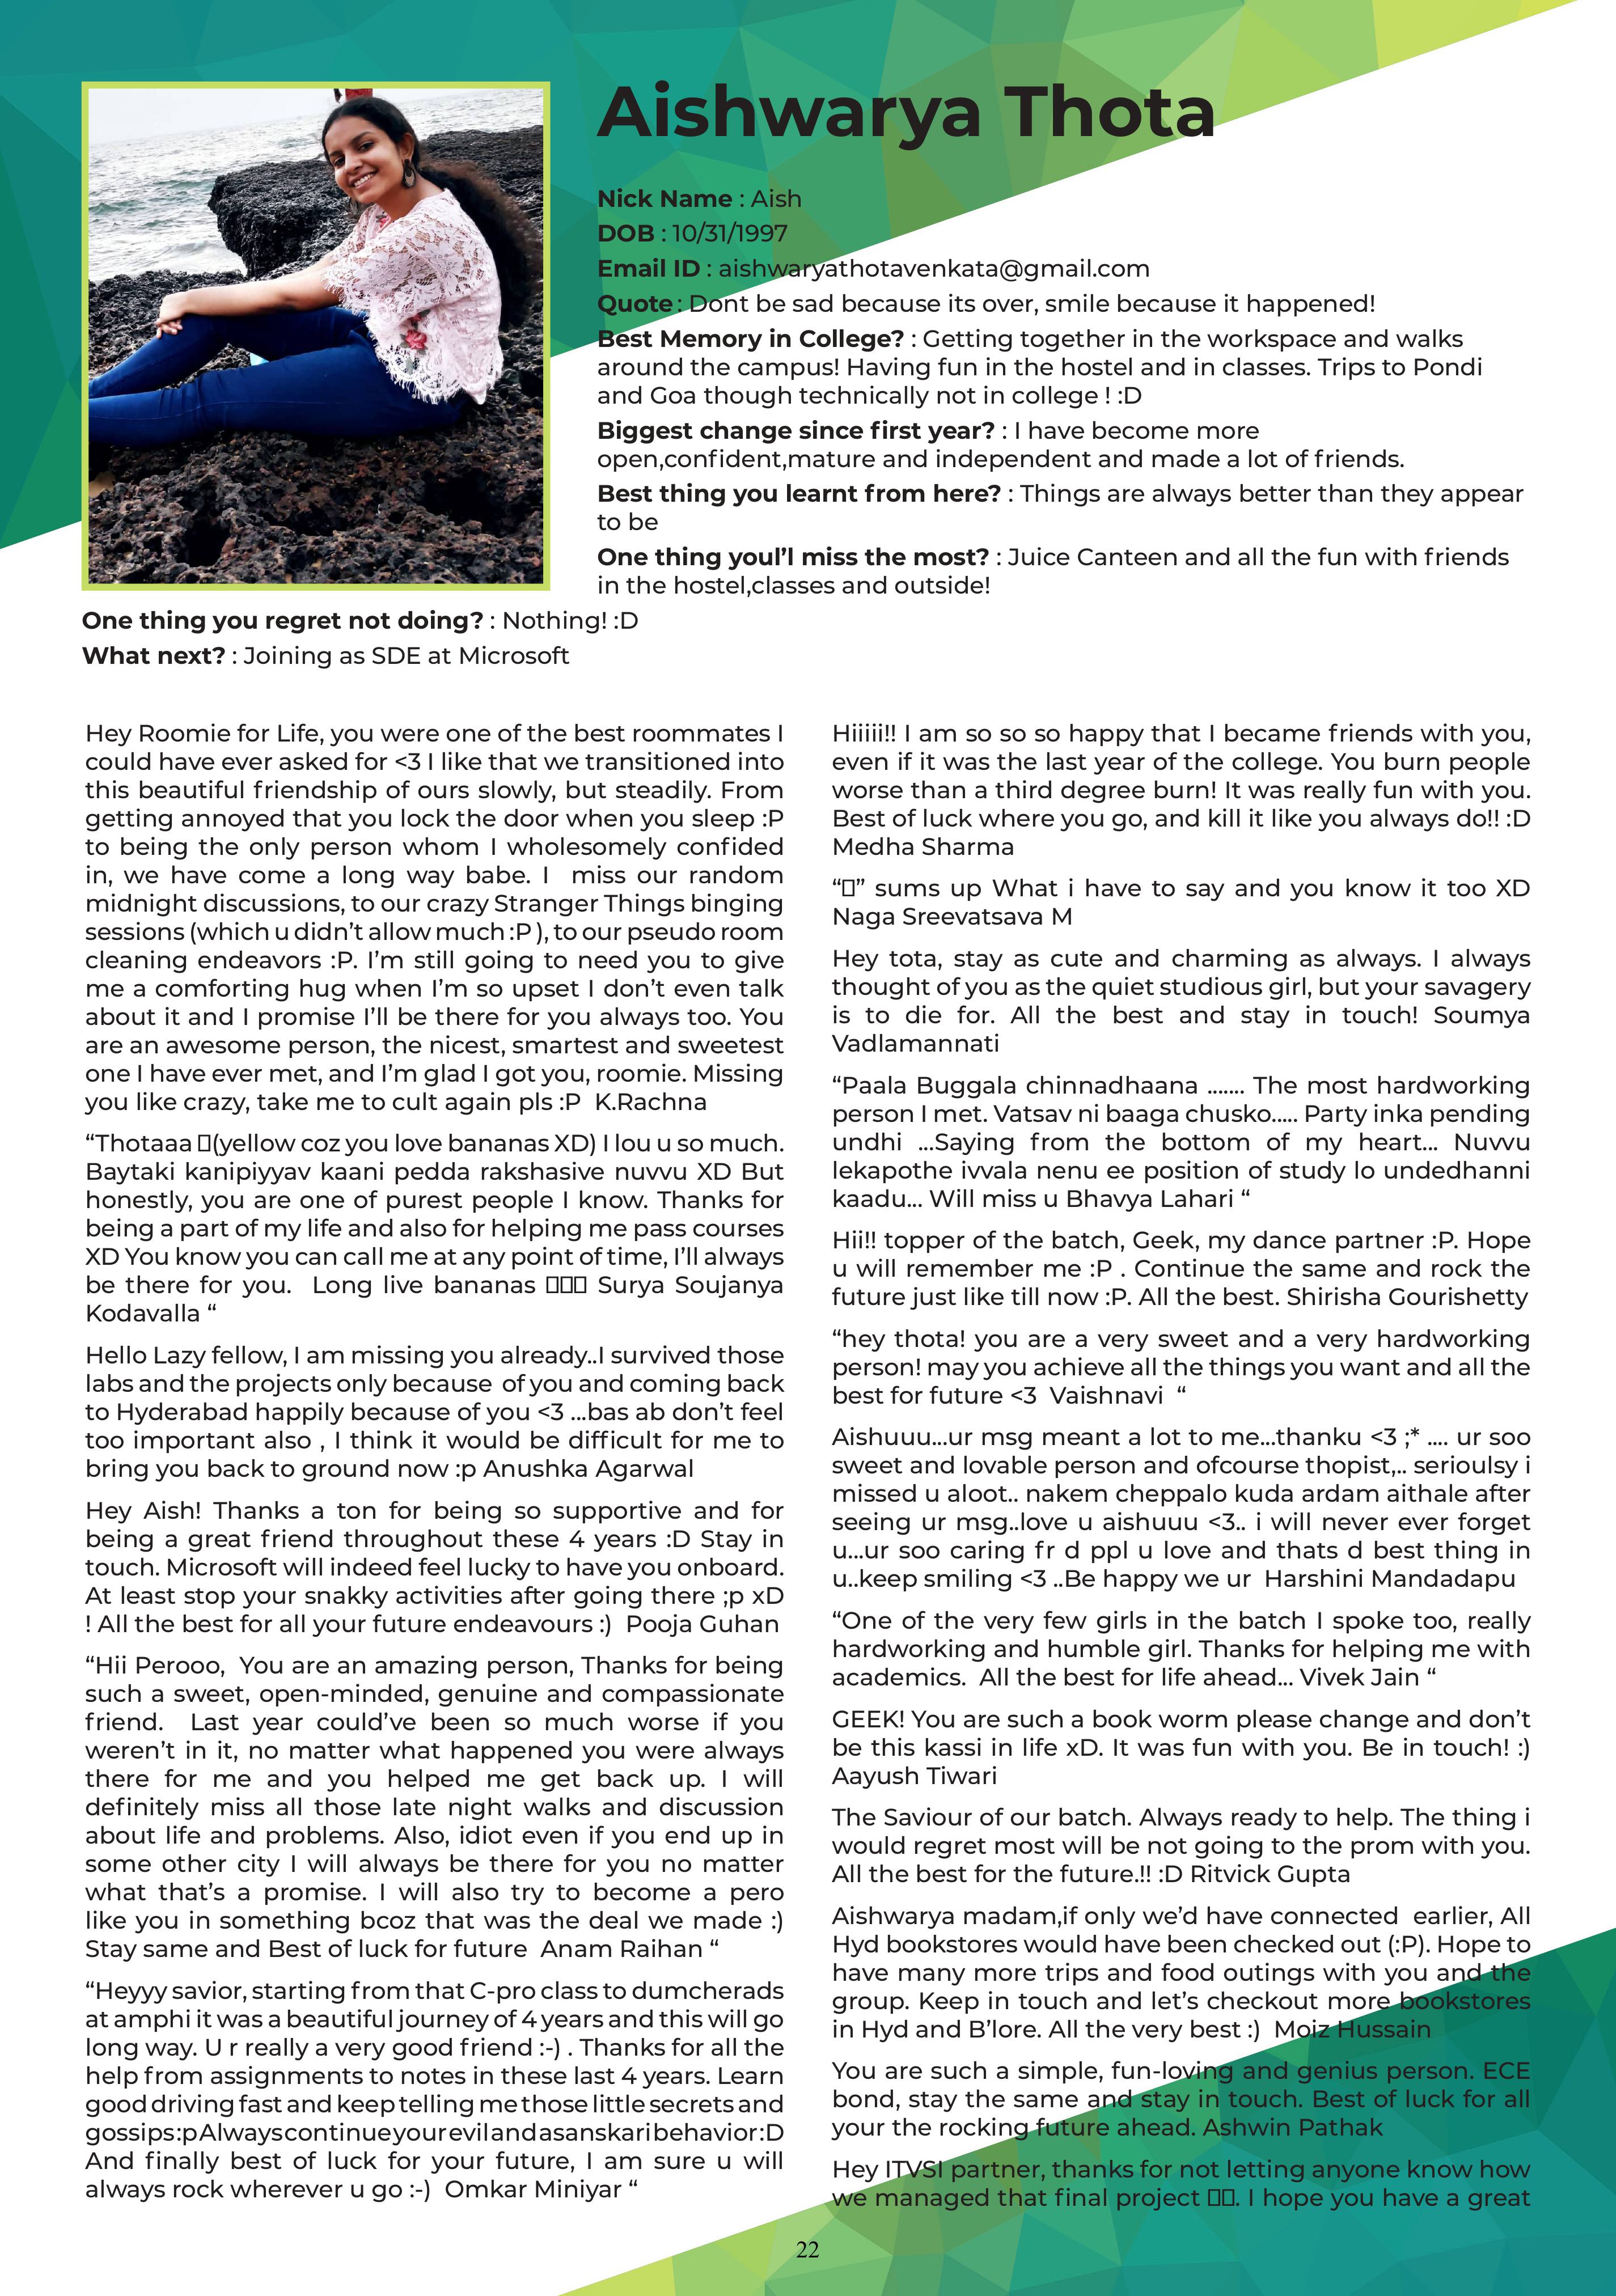 Aishwarya Thota
Nick Name : Aish
DOB : 10/31/1997
Email ID : aishwaryathotavenkata@gmail.com
Quote : Dont be sad because its over, smile because it happened!
Best Memory in College? : Getting together in the workspace and walks
around the campus! Having fun in the hostel and in classes. Trips to Pondi
and Goa though technically not in college ! :D
Biggest change since first year? : I have become more
open,confident,mature and independent and made a lot of friends.
Best thing you learnt from here? : Things are always better than they appear
to be
One thing youl’l miss the most? : Juice Canteen and all the fun with friends
in the hostel,classes and outside!
One thing you regret not doing? : Nothing! :D
What next? : Joining as SDE at Microsoft
Hey Roomie for Life, you were one of the best roommates I
could have ever asked for <3 I like that we transitioned into
this beautiful friendship of ours slowly, but steadily. From
getting annoyed that you lock the door when you sleep :P
to being the only person whom I wholesomely confided
in, we have come a long way babe. I miss our random
midnight discussions, to our crazy Stranger Things binging
sessions (which u didn’t allow much :P ), to our pseudo room
cleaning endeavors :P. I’m still going to need you to give
me a comforting hug when I’m so upset I don’t even talk
about it and I promise I’ll be there for you always too. You
are an awesome person, the nicest, smartest and sweetest
one I have ever met, and I’m glad I got you, roomie. Missing
you like crazy, take me to cult again pls :P K.Rachna
“Thotaaa (yellow coz you love bananas XD) I lou u so much.
Baytaki kanipiyyav kaani pedda rakshasive nuvvu XD But
honestly, you are one of purest people I know. Thanks for
being a part of my life and also for helping me pass courses
XD You know you can call me at any point of time, I’ll always
be there for you. Long live bananas Surya Soujanya
Kodavalla “
Hello Lazy fellow, I am missing you already..I survived those
labs and the projects only because of you and coming back
to Hyderabad happily because of you <3 ...bas ab don’t feel
too important also , I think it would be difficult for me to
bring you back to ground now :p Anushka Agarwal
Hey Aish! Thanks a ton for being so supportive and for
being a great friend throughout these 4 years :D Stay in
touch. Microsoft will indeed feel lucky to have you onboard.
At least stop your snakky activities after going there ;p xD
! All the best for all your future endeavours :) Pooja Guhan
“Hii Perooo, You are an amazing person, Thanks for being
such a sweet, open-minded, genuine and compassionate
friend. Last year could’ve been so much worse if you
weren’t in it, no matter what happened you were always
there for me and you helped me get back up. I will
definitely miss all those late night walks and discussion
about life and problems. Also, idiot even if you end up in
some other city I will always be there for you no matter
what that’s a promise. I will also try to become a pero
like you in something bcoz that was the deal we made :)
Stay same and Best of luck for future Anam Raihan “
“Heyyy savior, starting from that C-pro class to dumcherads
at amphi it was a beautiful journey of 4 years and this will go
long way. U r really a very good friend :-) . Thanks for all the
help from assignments to notes in these last 4 years. Learn
good driving fast and keep telling me those little secrets and
gossips :p Always continue your evil and asanskari behavior :D
And finally best of luck for your future, I am sure u will
always rock wherever u go :-) Omkar Miniyar “
Hiiiii!! I am so so so happy that I became friends with you,
even if it was the last year of the college. You burn people
worse than a third degree burn! It was really fun with you.
Best of luck where you go, and kill it like you always do!! :D
Medha Sharma
“” sums up What i have to say and you know it too XD
Naga Sreevatsava M
Hey tota, stay as cute and charming as always. I always
thought of you as the quiet studious girl, but your savagery
is to die for. All the best and stay in touch! Soumya
Vadlamannati
“Paala Buggala chinnadhaana ....... The most hardworking
person I met. Vatsav ni baaga chusko..... Party inka pending
undhi ...Saying from the bottom of my heart... Nuvvu
lekapothe ivvala nenu ee position of study lo undedhanni
kaadu... Will miss u Bhavya Lahari “
Hii!! topper of the batch, Geek, my dance partner :P. Hope
u will remember me :P . Continue the same and rock the
future just like till now :P. All the best. Shirisha Gourishetty
“hey thota! you are a very sweet and a very hardworking
person! may you achieve all the things you want and all the
best for future <3 Vaishnavi “
Aishuuu...ur msg meant a lot to me...thanku <3 ;* .... ur soo
sweet and lovable person and ofcourse thopist,.. serioulsy i
missed u aloot.. nakem cheppalo kuda ardam aithale after
seeing ur msg..love u aishuuu <3.. i will never ever forget
u...ur soo caring fr d ppl u love and thats d best thing in
u..keep smiling <3 ..Be happy we ur Harshini Mandadapu
“One of the very few girls in the batch I spoke too, really
hardworking and humble girl. Thanks for helping me with
academics. All the best for life ahead... Vivek Jain “
GEEK! You are such a book worm please change and don’t
be this kassi in life xD. It was fun with you. Be in touch! :)
Aayush Tiwari
The Saviour of our batch. Always ready to help. The thing i
would regret most will be not going to the prom with you.
All the best for the future.!! :D Ritvick Gupta
Aishwarya madam,if only we’d have connected earlier, All
Hyd bookstores would have been checked out (:P). Hope to
have many more trips and food outings with you and the
group. Keep in touch and let’s checkout more bookstores
in Hyd and B’lore. All the very best :) Moiz Hussain
You are such a simple, fun-loving and genius person. ECE
bond, stay the same and stay in touch. Best of luck for all
your the rocking future ahead. Ashwin Pathak
Hey ITVSI partner, thanks for not letting anyone know how
we managed that final project . I hope you have a great
22